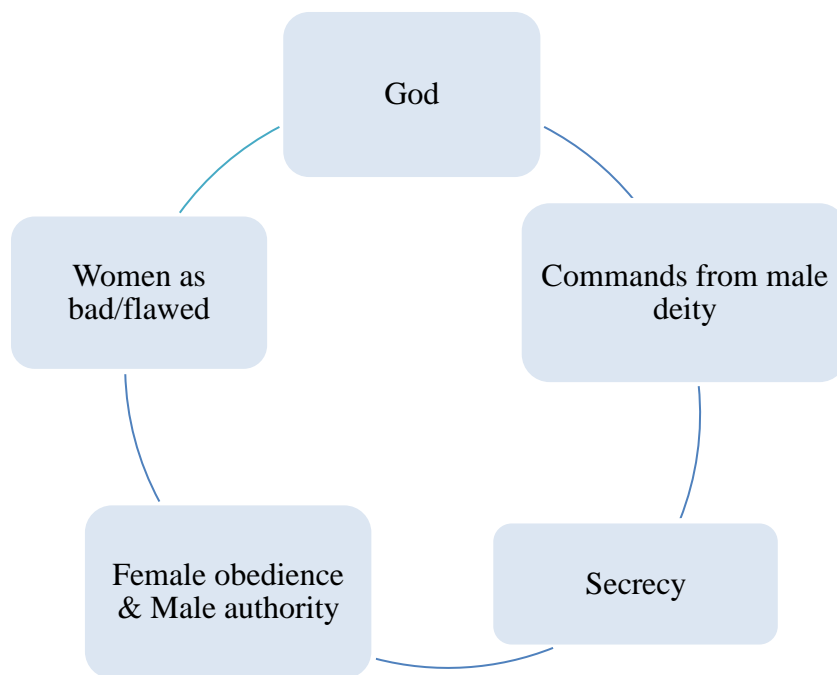 God
Commands from male
deity
Secrecy
Female obedience
& Male authority
Women as
bad/flawed